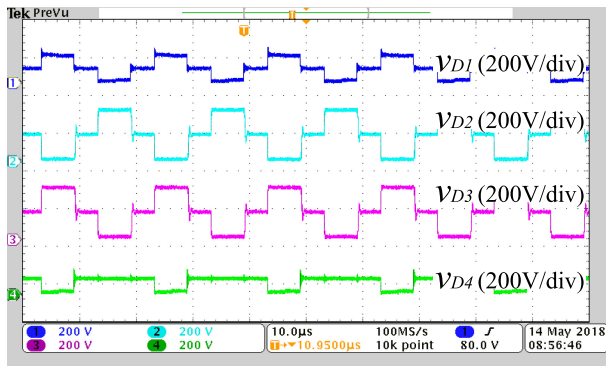 Tek PreVu
T
T
1
vD1 (200V/div)
vD2 (200V/div)
2
vD3 (200V/div)
3
vD4 (200V/div)
4
1 200 V 2 200 V 10.0µs 100MS/s 1 14 May 2018
3 200 V 4 200 V T→▼10.9500µs 10k point 80.0 V 08:56:46